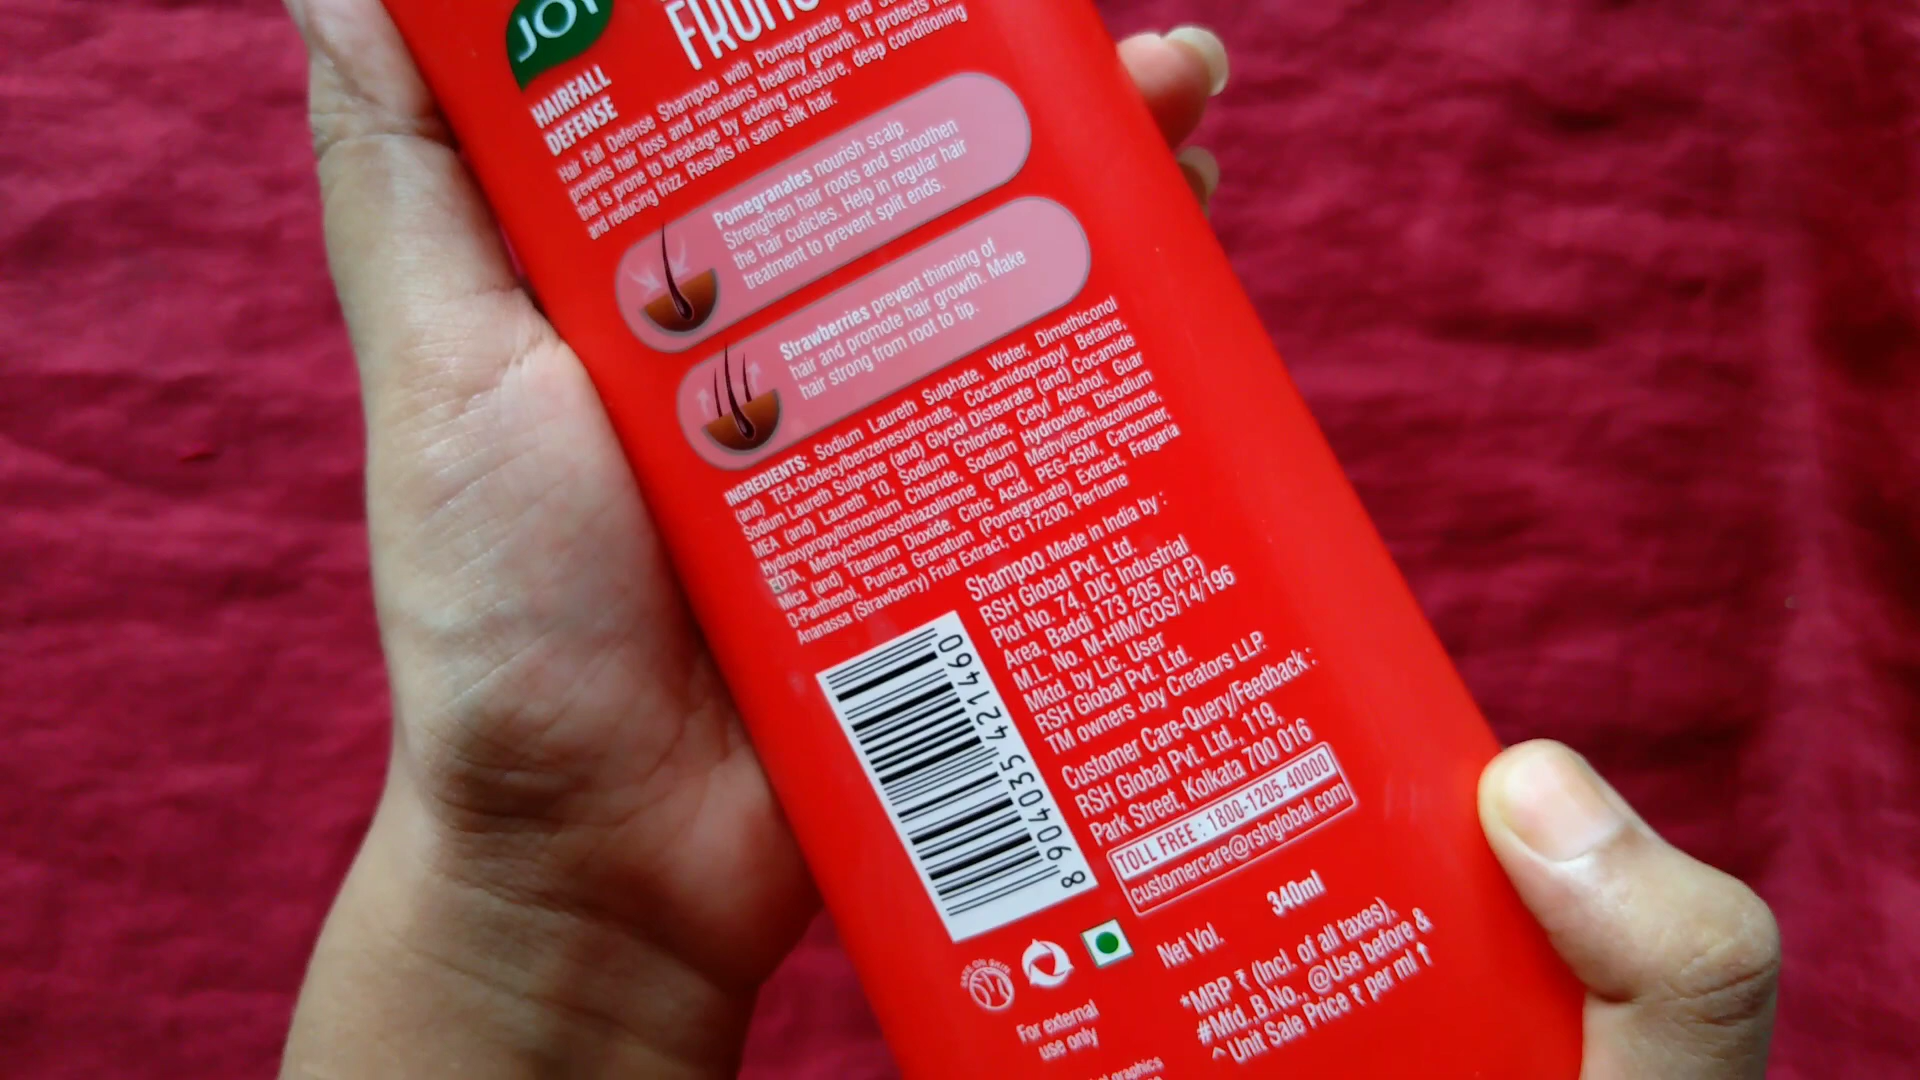 JOY
HAIRFALL
DEFENSE
Hair Fall Defense Shampoo with Pomegranate and
prevents hair loss and maintains healthy growth. It protects
that is prone to breakage by adding moisture, deep conditioning
and reducing frizz. Results in satin silk hair.
Pomegranates nourish scalp.
Strengthen hair roots and smoothen
the hair cuticles. Help in regular hair
treatment to prevent split ends.
Strawberries prevent thinning of
hair and promote hair growth. Make
hair strong from root to tip.
INGREDIENTS: Sodium Laureth Sulphate, Water, Dimethiconol
(and) TEA-Dodecylbenzenesulfonate, Cocamidopropyl Betaine,
Sodium Laureth Sulphate (and) Glycol Distearate (and) Cocamide
MEA (and) Laureth 10, Sodium Chloride, Cetyl Alcohol, Guar
Hydroxypropyltrimonium Chloride, Sodium Hydroxide, Disodium
EDTA, Methylchloroisothiazolinone (and) Methylisothiazolinone,
Mica (and) Titanium Dioxide, Citric Acid, PEG-45M, Carbomer,
D-Panthenol, Punica Granatum (Pomegranate) Extract, Fragaria
Ananassa (Strawberry) Fruit Extract, CI 17200, Perfume
Shampoo. Made in India by :
RSH Global Pvt. Ltd.
Plot No. 74, DIC Industrial
Area, Baddi 173 205 (H.P)
M.L. No. M-HIM/COS/14/196
Mktd. by Lic. User
RSH Global Pvt. Ltd.
TM owners Joy Creators LLP.
Customer Care-Query/Feedback :
RSH Global Pvt. Ltd., 119,
Park Street, Kolkata 700 016
TOLL FREE : 1800-1205-40000
customercare@rshglobal.com
8 904035 421460
Net Vol. 340ml
*MRP ₹ (Incl. of all taxes),
#Mfd.,B.No., @Use before &
^Unit Sale Price ₹ per ml ↑
SAFE ON SKIN
For external
use only
graphics